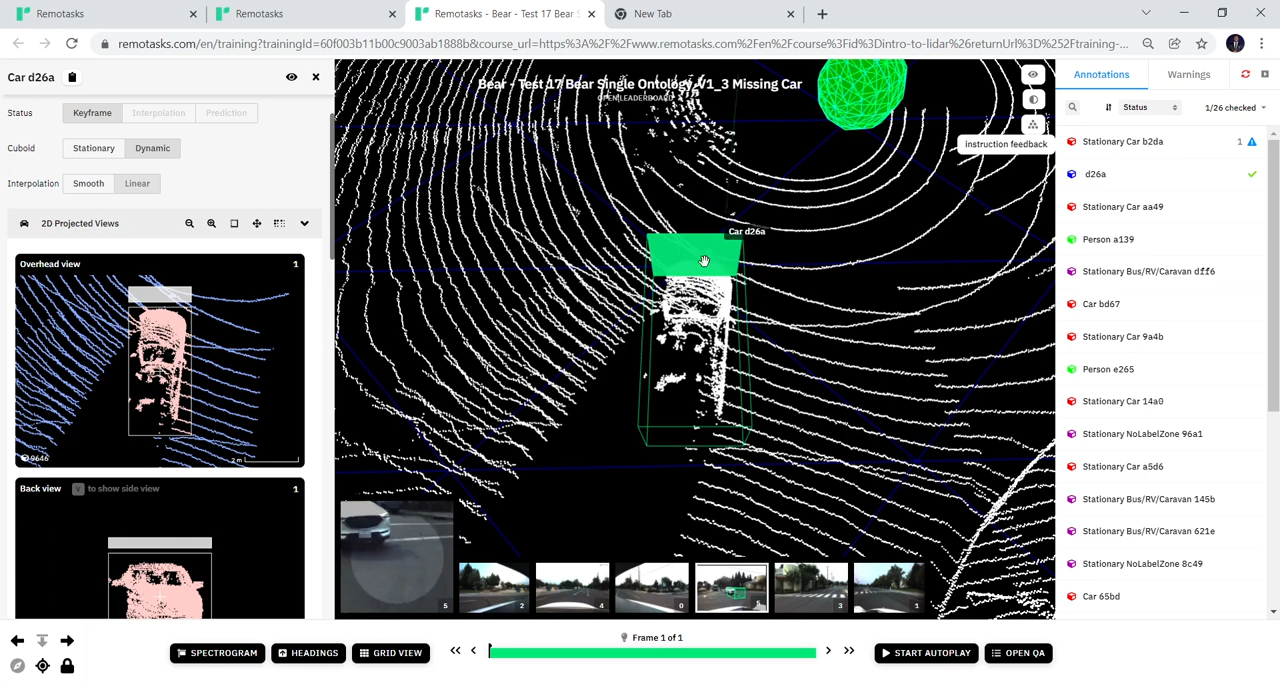 Remotasks
Remotasks
Remotasks - Bear - Test 17 Bear S
New Tab
remotasks.com/en/training?trainingId=60f003b11b00c9003ab1888b&course_url=https%3A%2F%2Fwww.remotasks.com%2Fen%2Fcourse%3Fid%3Dintro-to-lidar%26returnUrl%3D%252Ftraining-...
Car d26a
Status
Keyframe
Interpolation
Prediction
Cuboid
Stationary
Dynamic
Interpolation
Smooth
Linear
2D Projected Views
Overhead view
1
9646
2 m
Back view
Y
to show side view
1
Bear - Test 17 Bear Single Ontology V1_3 Missing Car
OPEN LEADERBOARD
instruction feedback
Car d26a
5
2
4
0
5
3
1
Annotations
Warnings
Status
1/26 checked
Stationary Car b2da
1
d26a
Stationary Car aa49
Person a139
Stationary Bus/RV/Caravan dff6
Car bd67
Stationary Car 9a4b
Person e265
Stationary Car 14a0
Stationary NoLabelZone 96a1
Stationary Car a5d6
Stationary Bus/RV/Caravan 145b
Stationary Bus/RV/Caravan 621e
Stationary NoLabelZone 8c49
Car 65bd
SPECTROGRAM
HEADINGS
GRID VIEW
Frame 1 of 1
START AUTOPLAY
OPEN QA